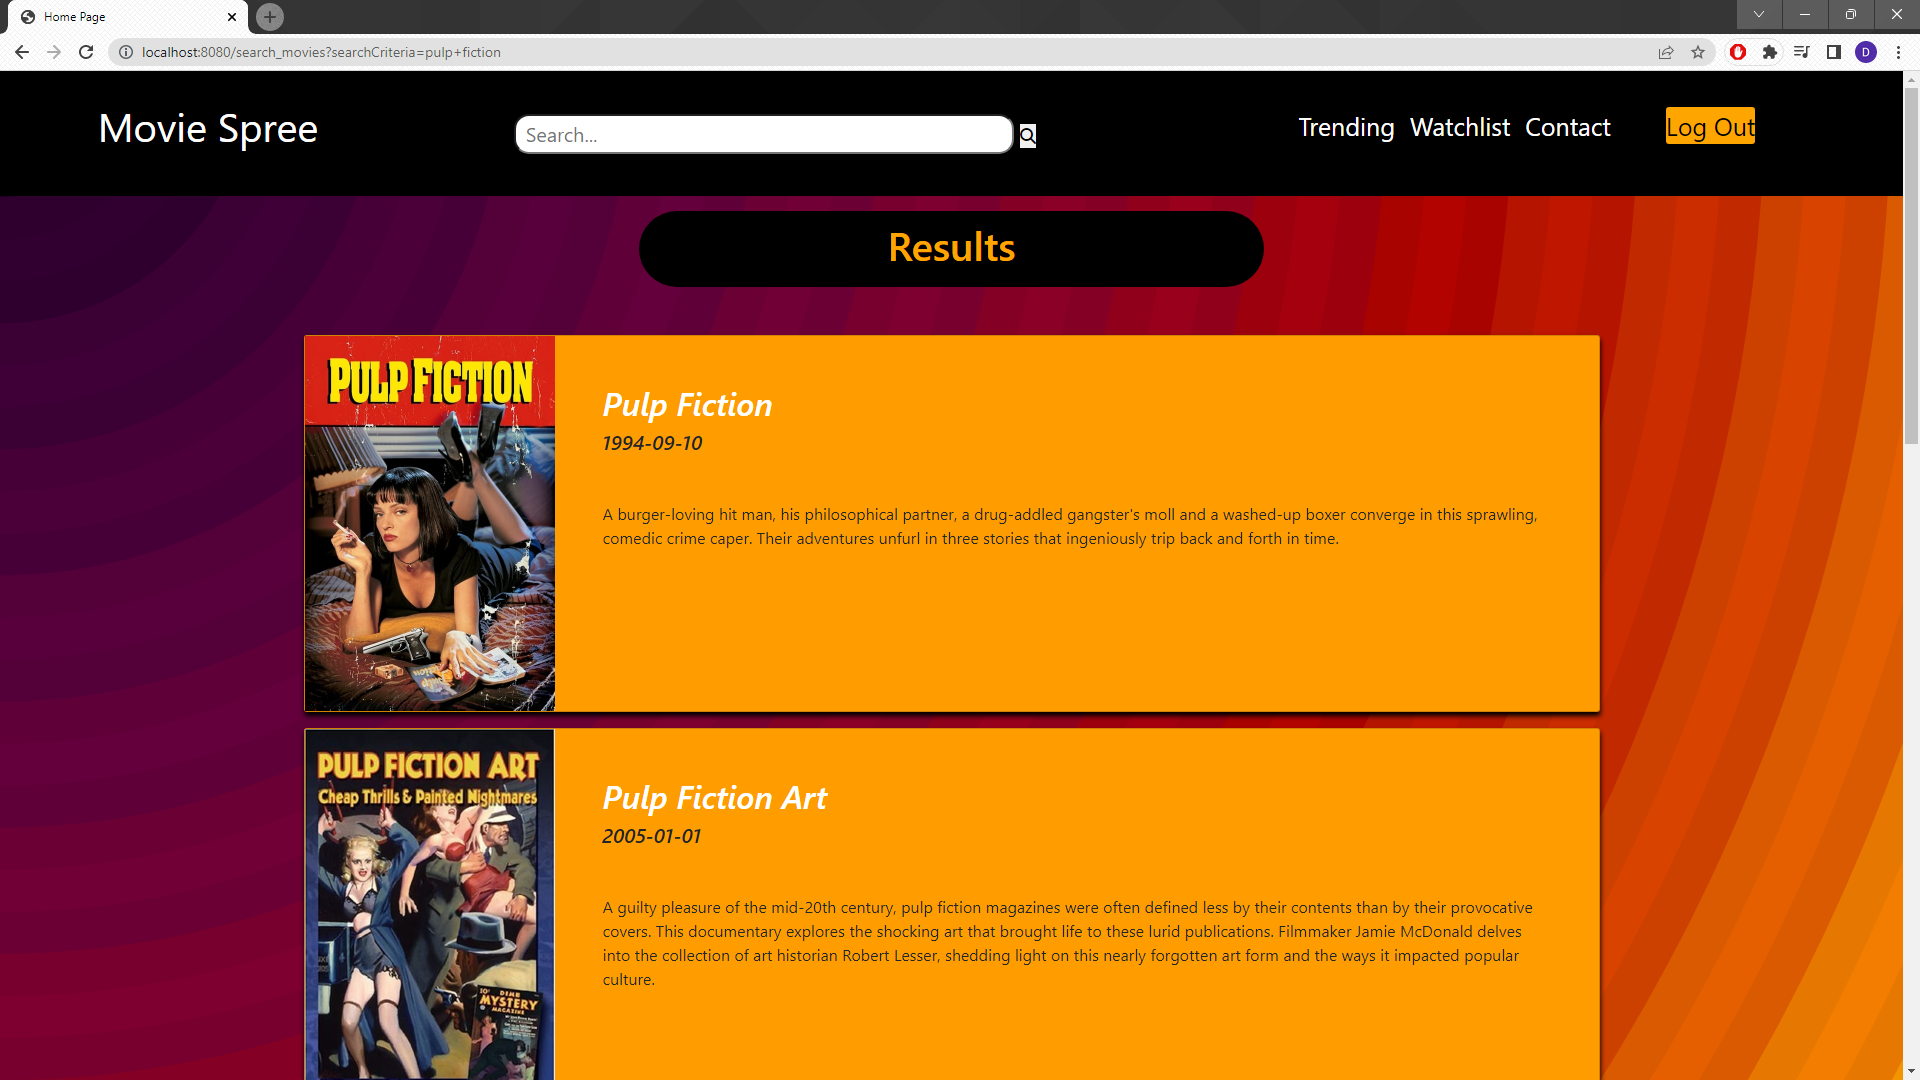 Home Page
localhost:8080/search_movies?searchCriteria=pulp+fiction
D
Movie Spree
Search...
Trending Watchlist Contact Log Out
Results
PULP FICTION
Pulp Fiction
1994-09-10
A burger-loving hit man, his philosophical partner, a drug-addled gangster's moll and a washed-up boxer converge in this sprawling,
comedic crime caper. Their adventures unfurl in three stories that ingeniously trip back and forth in time.
PULP FICTION ART
Cheap Thrills & Painted Nightmares
DIME
MYSTERY
MAGAZINE
Pulp Fiction Art
2005-01-01
A guilty pleasure of the mid-20th century, pulp fiction magazines were often defined less by their contents than by their provocative
covers. This documentary explores the shocking art that brought life to these lurid publications. Filmmaker Jamie McDonald delves
into the collection of art historian Robert Lesser, shedding light on this nearly forgotten art form and the ways it impacted popular
culture.